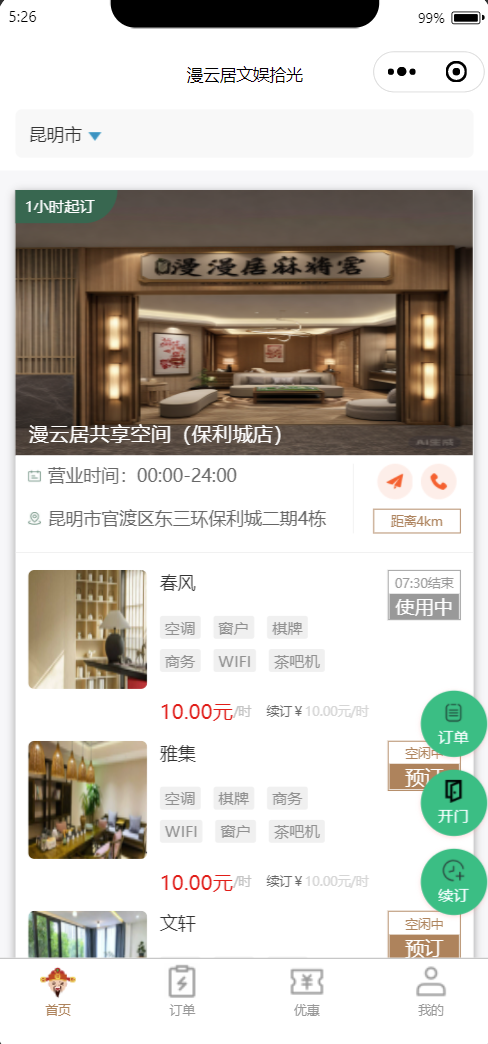 5:26
99%
漫云居文娱拾光
昆明市
1小时起订
漫漫居麻将馆
漫云居共享空间（保利城店）
AI生成
营业时间：00:00-24:00
昆明市官渡区东三环保利城二期4栋
距离4km
春风
07:30结束
使用中
空调 窗户 棋牌
商务 WIFI 茶吧机
10.00元/时 续订￥10.00元/时
订单
雅集
空闲中
预订
空调 棋牌 商务
开门
WIFI 窗户 茶吧机
10.00元/时 续订￥10.00元/时
续订
文轩
空闲中
预订
首页 订单 优惠 我的